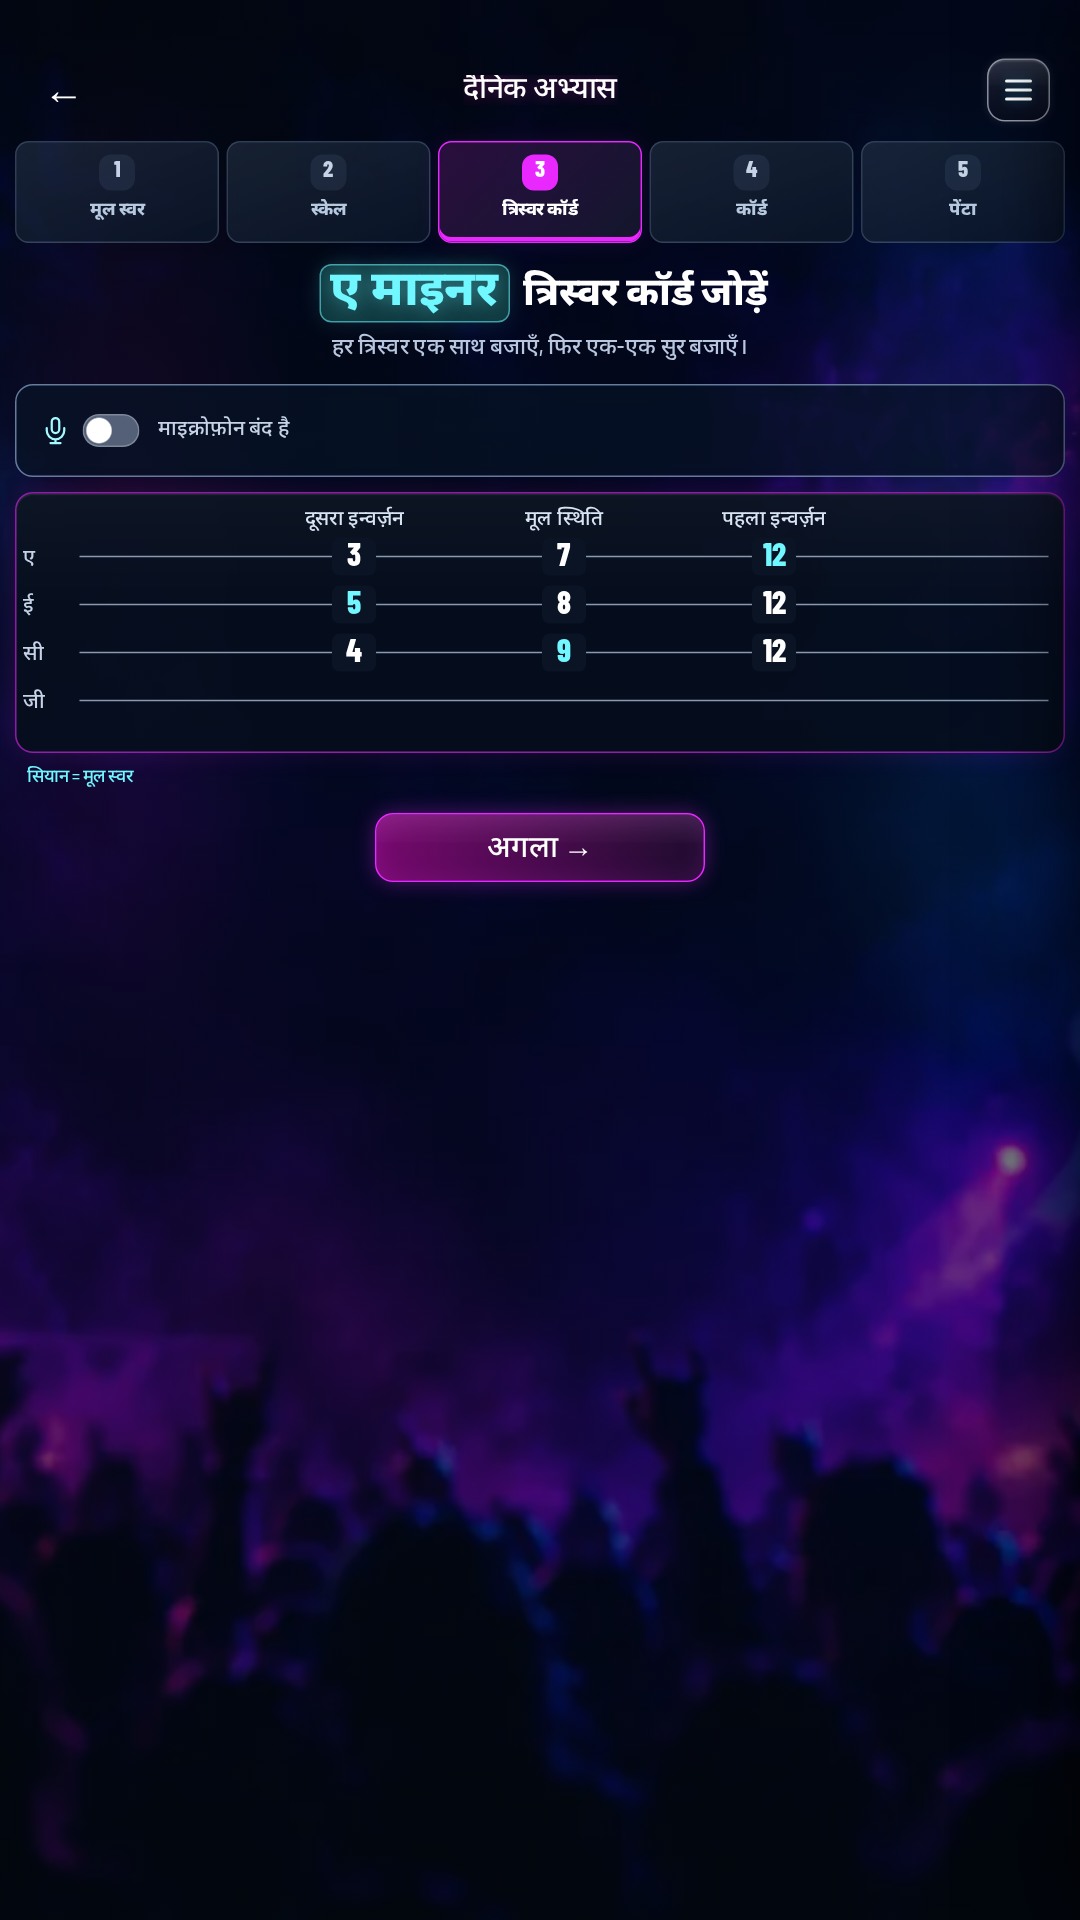 ←
दैनिक अभ्यास
1
मूल स्वर
2
स्केल
3
त्रिस्वर कॉर्ड
4
कॉर्ड
5
पेंटा
ए माइनर त्रिस्वर कॉर्ड जोड़ें
हर त्रिस्वर एक साथ बजाएँ, फिर एक-एक सुर बजाएँ।
माइक्रोफ़ोन बंद है
दूसरा इन्वर्ज़न मूल स्थिति पहला इन्वर्ज़न
ए 3 7 12
ई 5 8 12
सी 4 9 12
जी
सियान = मूल स्वर
अगला →